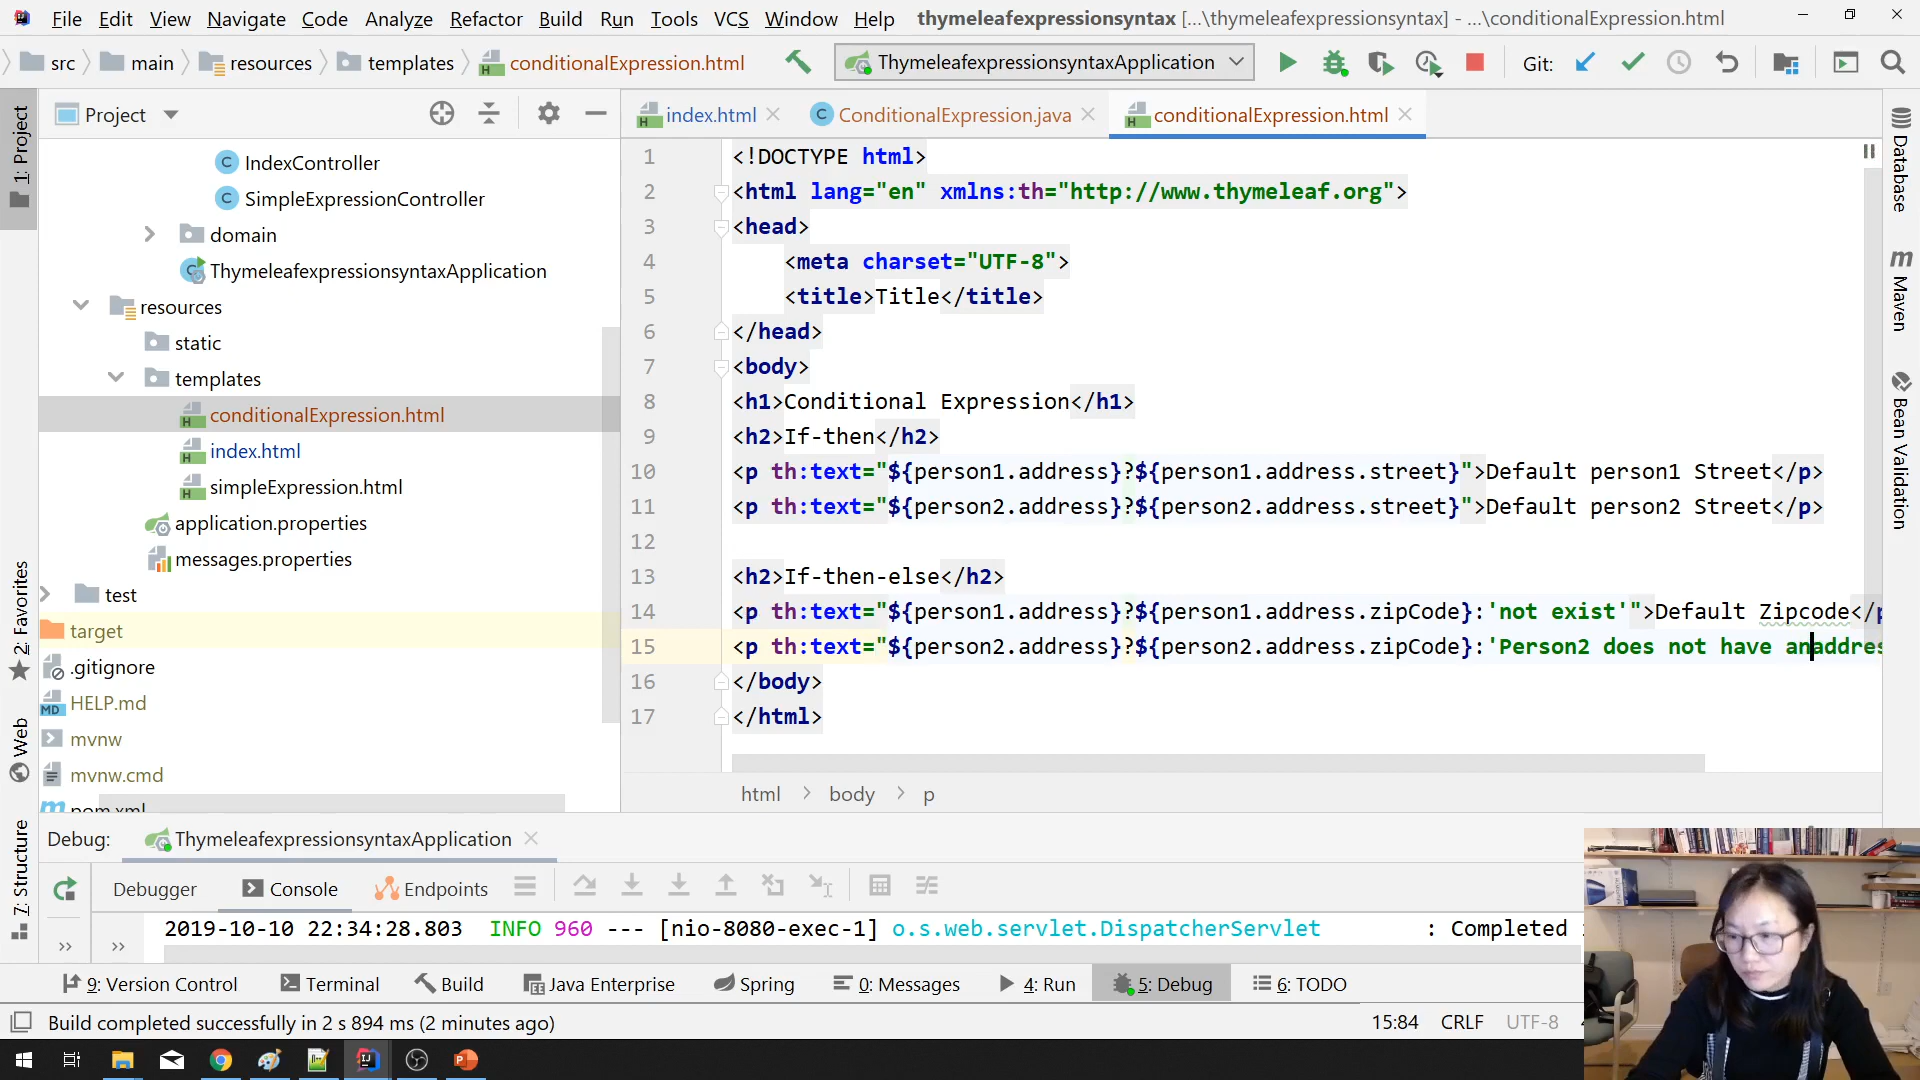 File Edit View Navigate Code Analyze Refactor Build Run Tools VCS Window Help thymeleafexpressionsyntax [...\thymeleafexpressionsyntax] - ...\conditionalExpression.html
src main resources templates conditionalExpression.html ThymeleafexpressionsyntaxApplication Git:
1: Project
Project
index.html ConditionalExpression.java conditionalExpression.html
IndexController
SimpleExpressionController
domain
ThymeleafexpressionsyntaxApplication
resources
static
templates
conditionalExpression.html
index.html
simpleExpression.html
application.properties
messages.properties
test
target
.gitignore
HELP.md
mvnw
mvnw.cmd
pom.xml
1 <!DOCTYPE html>
2 <html lang="en" xmlns:th="http://www.thymeleaf.org">
3 <head>
4 <meta charset="UTF-8">
5 <title>Title</title>
6 </head>
7 <body>
8 <h1>Conditional Expression</h1>
9 <h2>If-then</h2>
10 <p th:text="${person1.address}?${person1.address.street}">Default person1 Street</p>
11 <p th:text="${person2.address}?${person2.address.street}">Default person2 Street</p>
12
13 <h2>If-then-else</h2>
14 <p th:text="${person1.address}?${person1.address.zipCode}:'not exist'">Default Zipcode</p
15 <p th:text="${person2.address}?${person2.address.zipCode}:'Person2 does not have anaddres
16 </body>
17 </html>
html body p
Database
Maven
Bean Validation
2: Favorites
Web
7: Structure
Debug: ThymeleafexpressionsyntaxApplication
Debugger Console Endpoints
2019-10-10 22:34:28.803 INFO 960 --- [nio-8080-exec-1] o.s.web.servlet.DispatcherServlet : Completed
9: Version Control Terminal Build Java Enterprise Spring 0: Messages 4: Run 5: Debug 6: TODO
Build completed successfully in 2 s 894 ms (2 minutes ago) 15:84 CRLF UTF-8